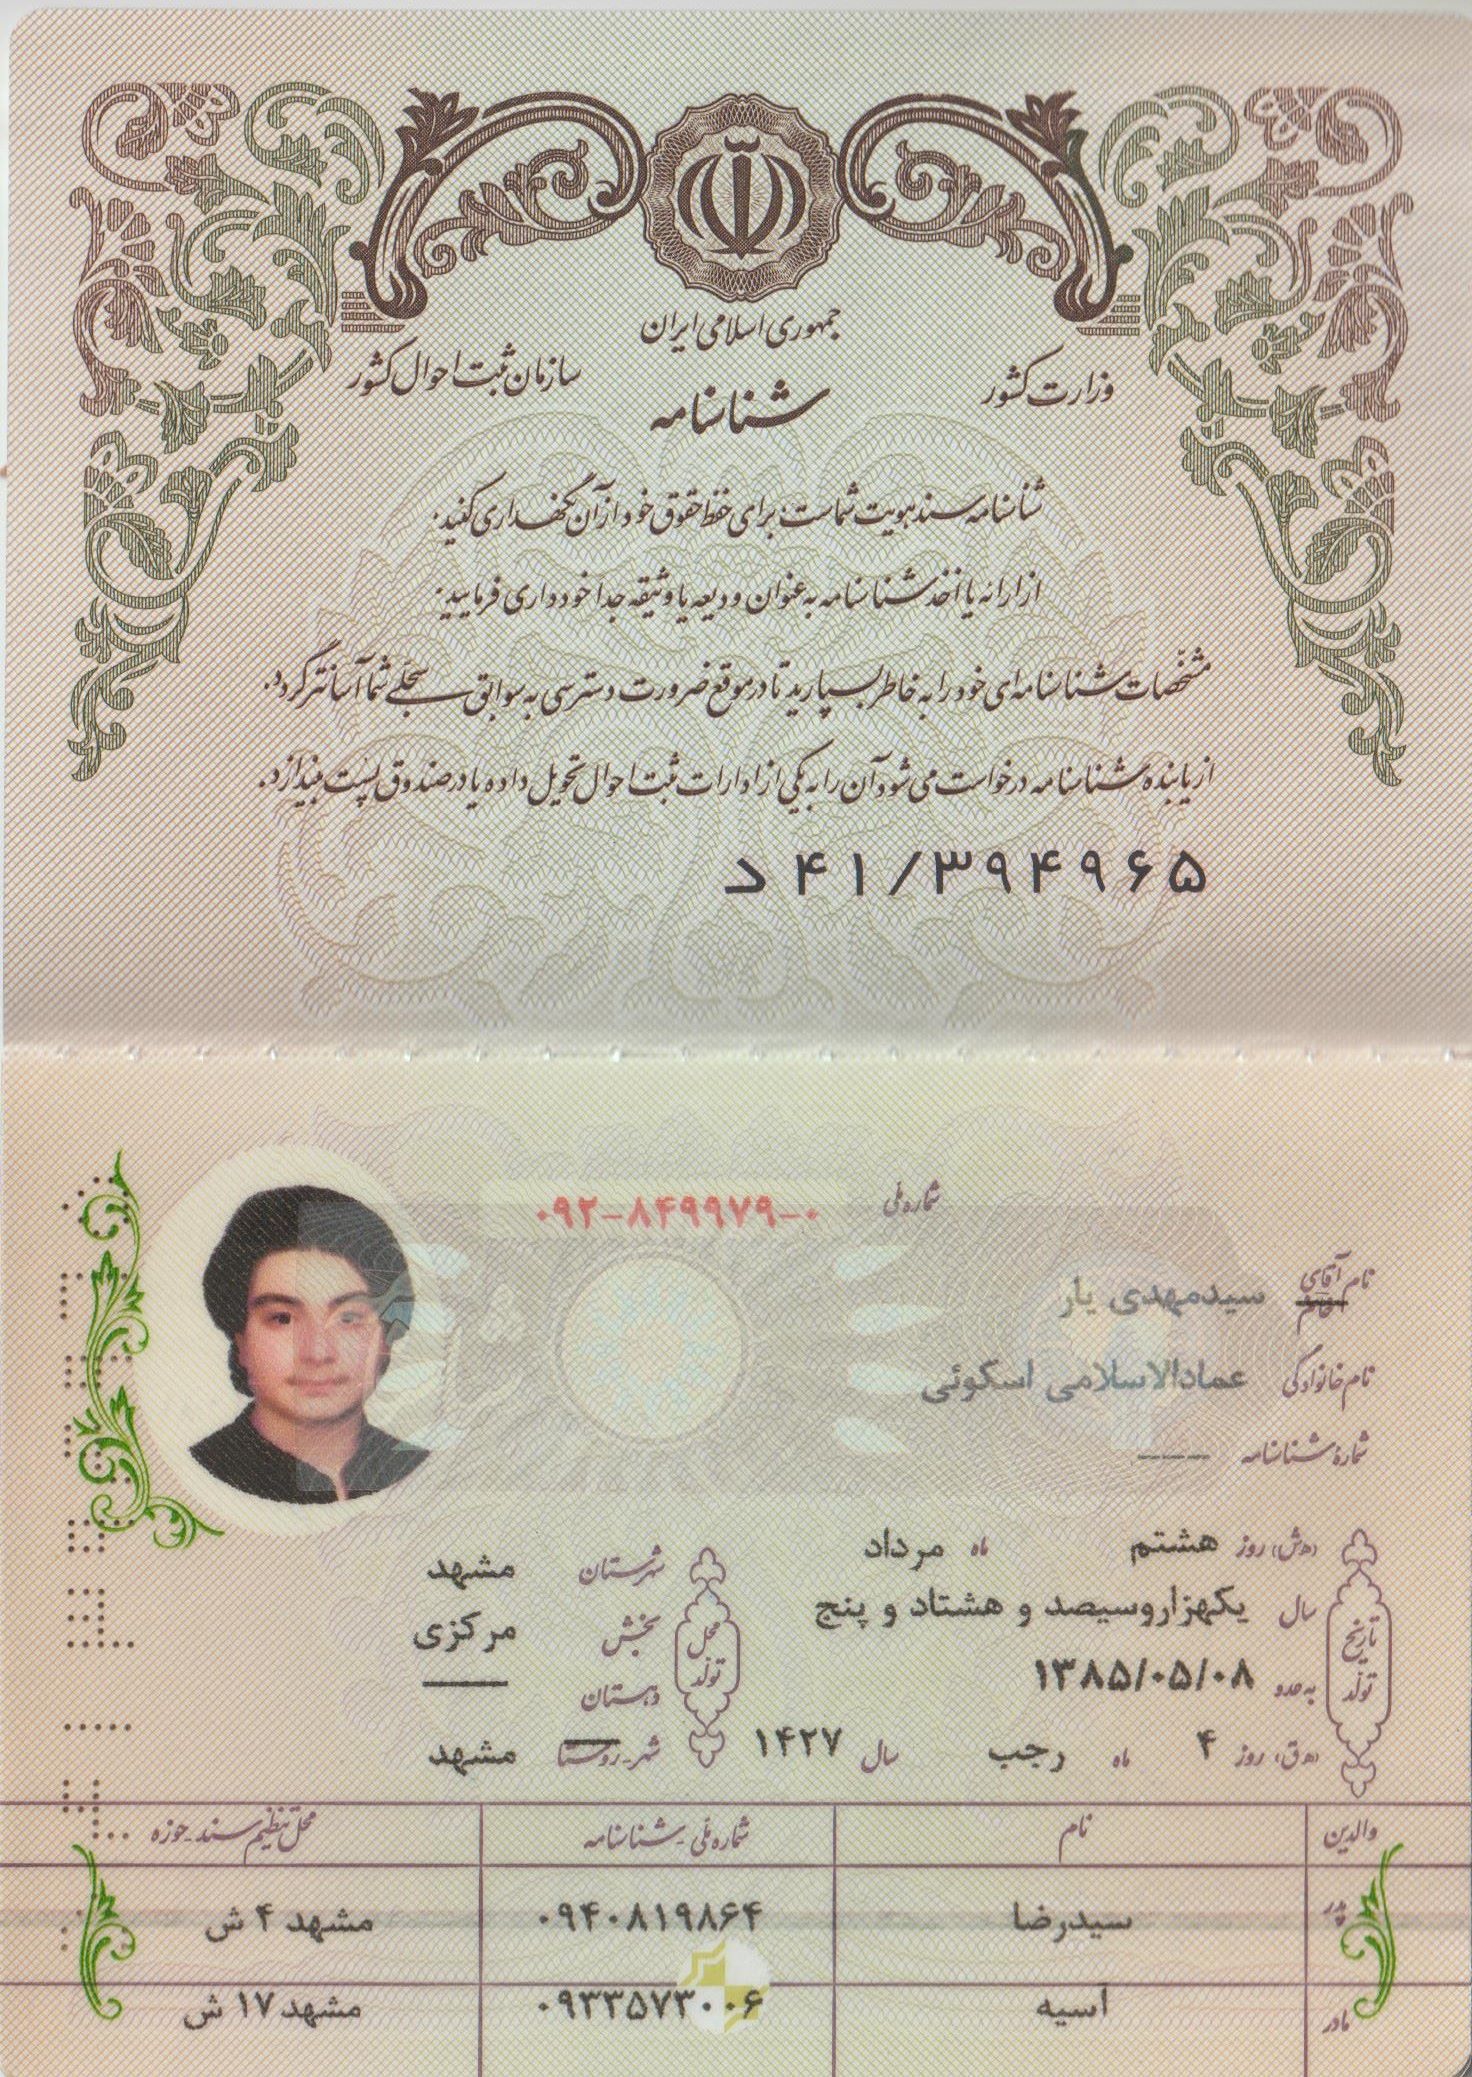 جمهوری اسلامی ایران
وزارت کشور
سازمان ثبت احوال کشور
شناسنامه
شناسنامه سند هویت شماست؛ برای حفظ حقوق خود از آن نگهداری کنید.
از ارائه یا اخذ شناسنامه به عنوان ودیعه یا وثیقه جداً خودداری فرمایید.
مشخّصات شناسنامه‌ای خود را به خاطر بسپارید تا در موقع ضرورت دسترسی به سوابق سجلّی شما آسانتر گردد.
از یابنده شناسنامه درخواست می‌شود آن را به یکی از ادارات ثبت احوال تحویل داده یا در صندوق پست بیندازد.
د ۴۱/۳۹۴۹۶۵
شماره ملّی ۰۹۲-۸۴۹۹۷۹-۰
نام آقای خانم سیدمهدی یار
نام خانوادگی عمادالاسلامی اسکوئی
شمارهٔ شناسنامه ----
تاریخ تولد
(ه‍.ش) روز هشتم ماه مرداد
سال یکهزاروسیصد و هشتاد و پنج
به عدد ۱۳۸۵/۰۵/۰۸
(ه‍.ق) روز ۴ ماه رجب سال ۱۴۲۷
محل تولد
شهرستان مشهد
بخش مرکزی
دهستان ——
شهر-روستا مشهد
والدین نام شماره ملّی-شناسنامه محل تنظیم سند-حوزه
پدر سیدرضا ۰۹۴۰۸۱۹۸۶۴ مشهد ۴ ش
مادر آسیه ۰۹۳۳۵۷۳۰۰۶ مشهد ۱۷ ش